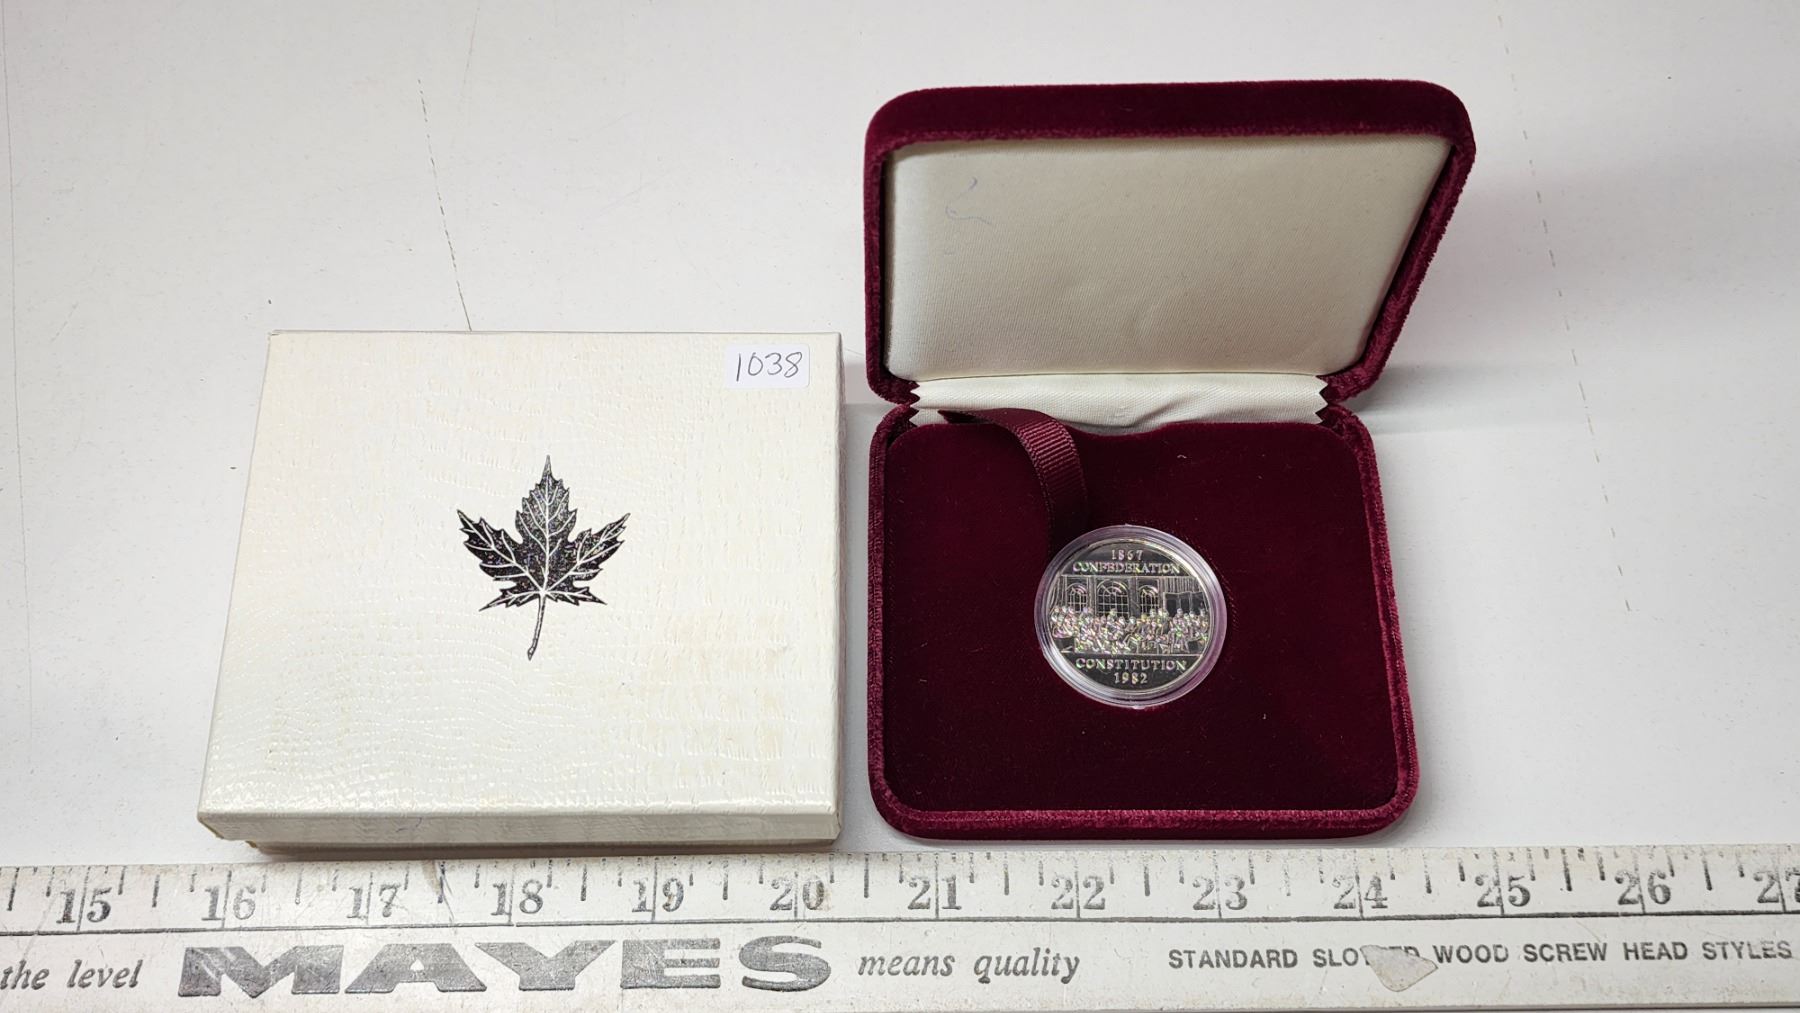 1038
1867
CONFEDERATION
CONSTITUTION
1982
15 16 17 18 19 20 21 22 23 24 25 26 27
the level MAYES means quality STANDARD WOOD SCREW HEAD STYLES